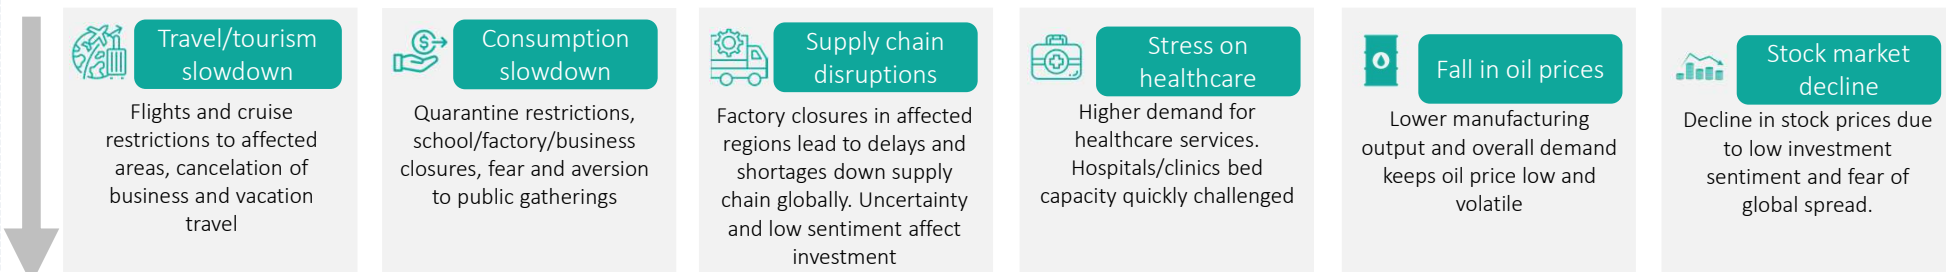 Travel/tourism
slowdown
Flights and cruise
restrictions to affected
areas, cancelation of
business and vacation
travel
Consumption
slowdown
Quarantine restrictions,
school/factory/business
closures, fear and aversion
to public gatherings
Supply chain
disruptions
Factory closures in affected
regions lead to delays and
shortages down supply
chain globally. Uncertainty
and low sentiment affect
investment
Stress on
healthcare
Higher demand for
healthcare services.
Hospitals/clinics bed
capacity quickly challenged
Fall in oil prices
Lower manufacturing
output and overall demand
keeps oil price low and
volatile
Stock market
decline
Decline in stock prices due
to low investment
sentiment and fear of
global spread.